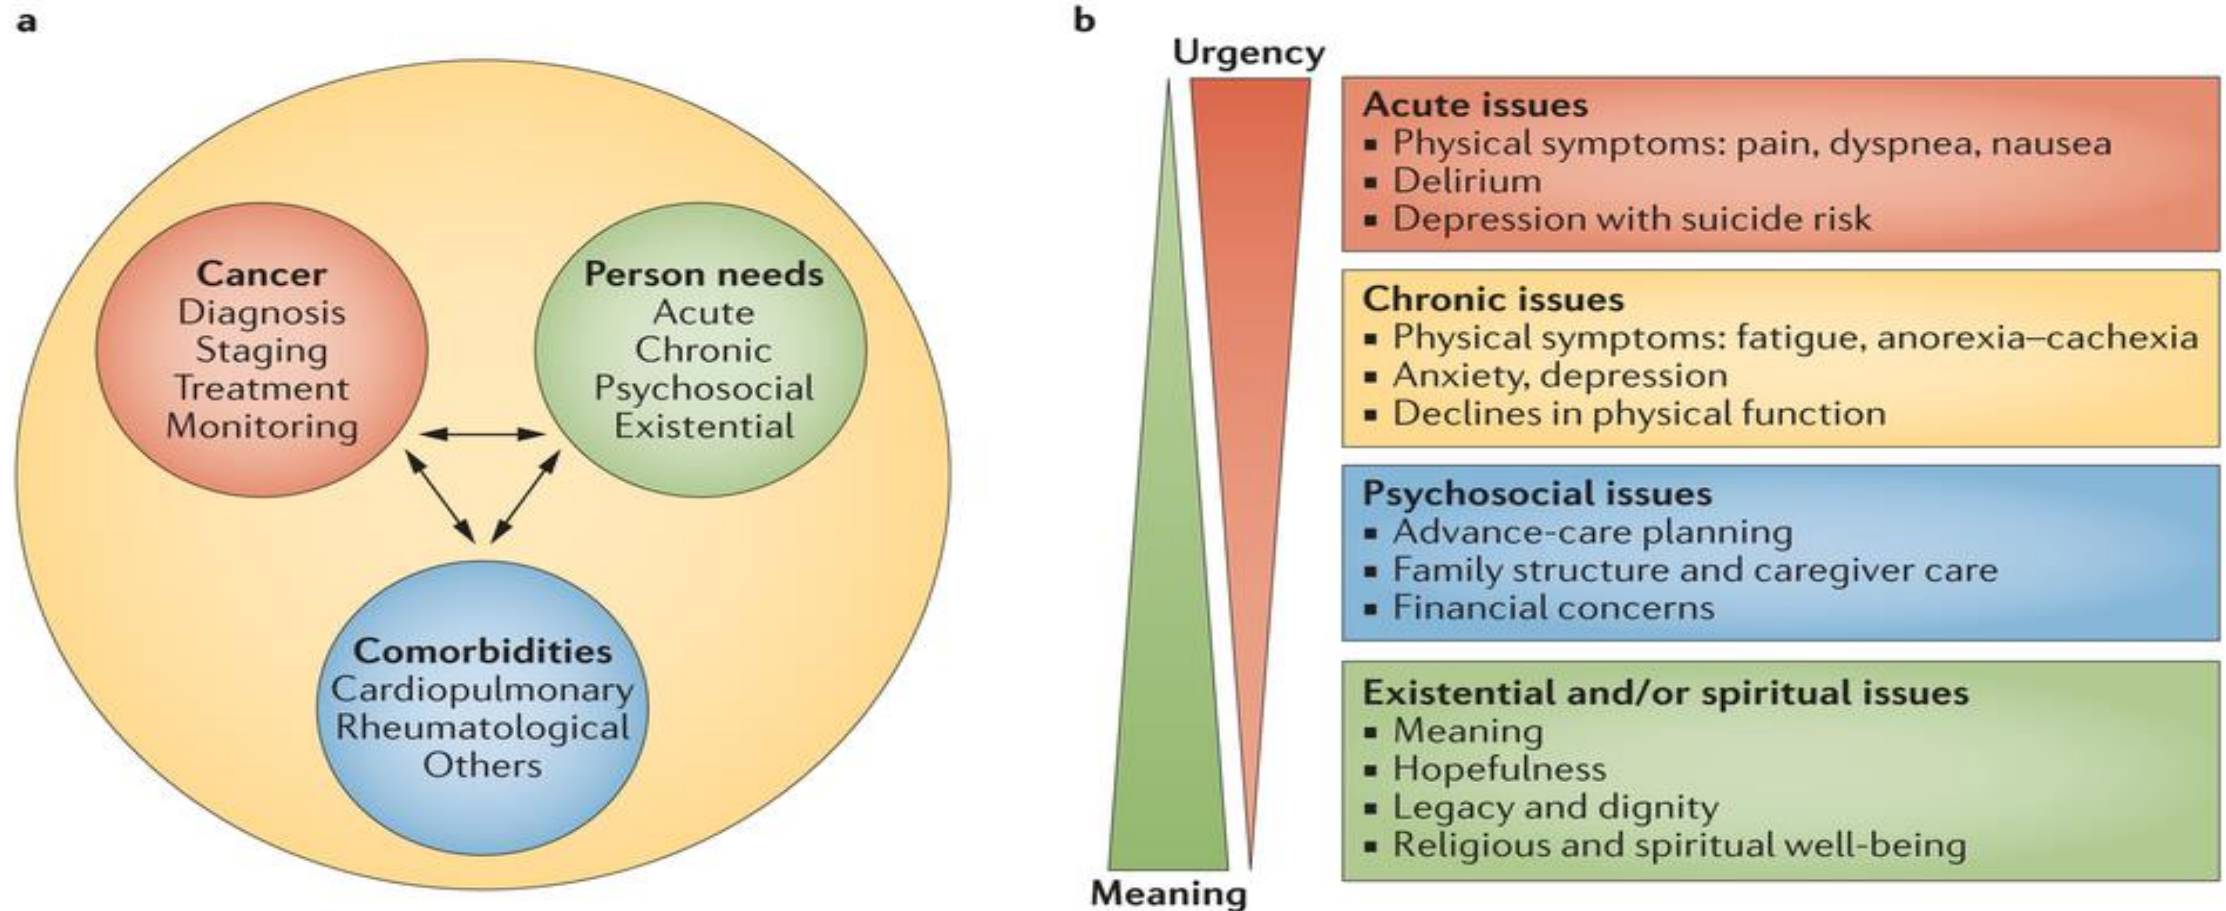 a
Cancer
Diagnosis
Staging
Treatment
Monitoring
Person needs
Acute
Chronic
Psychosocial
Existential
Comorbidities
Cardiopulmonary
Rheumatological
Others
b
Urgency
Meaning
Acute issues
▪ Physical symptoms: pain, dyspnea, nausea
▪ Delirium
▪ Depression with suicide risk
Chronic issues
▪ Physical symptoms: fatigue, anorexia–cachexia
▪ Anxiety, depression
▪ Declines in physical function
Psychosocial issues
▪ Advance-care planning
▪ Family structure and caregiver care
▪ Financial concerns
Existential and/or spiritual issues
▪ Meaning
▪ Hopefulness
▪ Legacy and dignity
▪ Religious and spiritual well-being